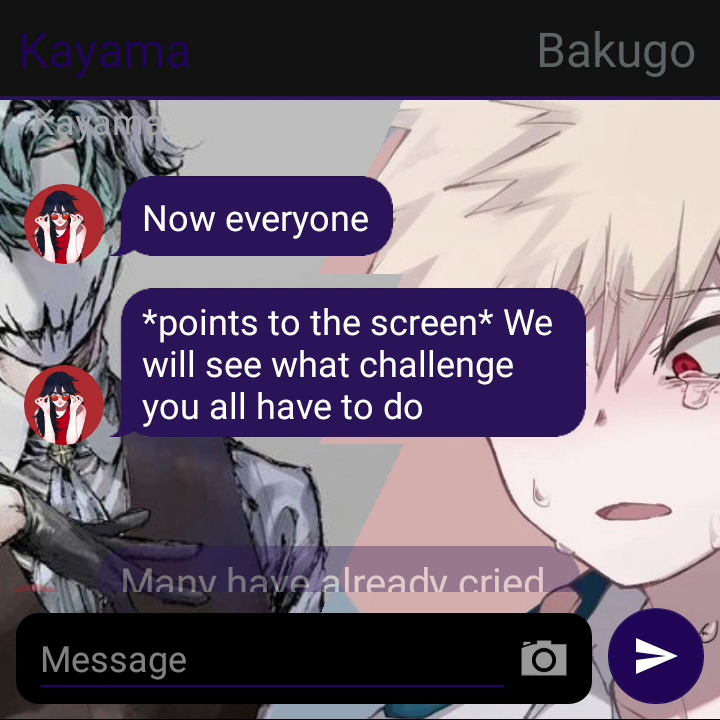 Kayama
Bakugo
Kayama
Now everyone
*points to the screen* We
will see what challenge
you all have to do
Many have already cried
Message